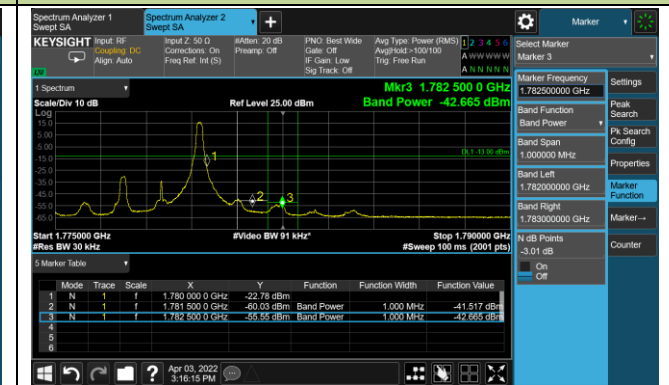 Spectrum Analyzer 1
Swept SA
Spectrum Analyzer 2
Swept SA
Marker
KEYSIGHT
Input: RF
Coupling: DC
Align: Auto
Input Z: 50 Ω
Corrections: On
Freq Ref: Int (S)
#Atten: 20 dB
Preamp: Off
PNO: Best Wide
Gate: Off
IF Gain: Low
Sig Track: Off
Avg Type: Power (RMS)
Avg|Hold:>100/100
Trig: Free Run
1 2 3 4 5 6
A W W W W W
A N N N N N
Select Marker
Marker 3
1 Spectrum
Scale/Div 10 dB
Ref Level 25.00 dBm
Mkr3 1.782 500 0 GHz
Band Power -42.665 dBm
Log
15.0
5.00
-5.00
-15.0
-25.0
-35.0
-45.0
-55.0
-65.0
DL1 -13.00 dBm
1
2
3
Start 1.775000 GHz
#Video BW 91 kHz*
Stop 1.790000 GHz
#Res BW 30 kHz
#Sweep 100 ms (2001 pts)
Marker Frequency
1.782500000 GHz
Band Function
Band Power
Band Span
1.000000 MHz
Band Left
1.782000000 GHz
Band Right
1.783000000 GHz
N dB Points
-3.01 dB
On
Off
Settings
Peak
Search
Pk Search
Config
Properties
Marker
Function
Marker→
Counter
5 Marker Table
Mode Trace Scale X Y Function Function Width Function Value
1 N 1 f 1.780 000 0 GHz -22.78 dBm
2 N 1 f 1.781 500 0 GHz -60.03 dBm Band Power 1.000 MHz -41.517 dBm
3 N 1 f 1.782 500 0 GHz -55.55 dBm Band Power 1.000 MHz -42.665 dBm
4
5
6
Apr 03, 2022
3:16:15 PM